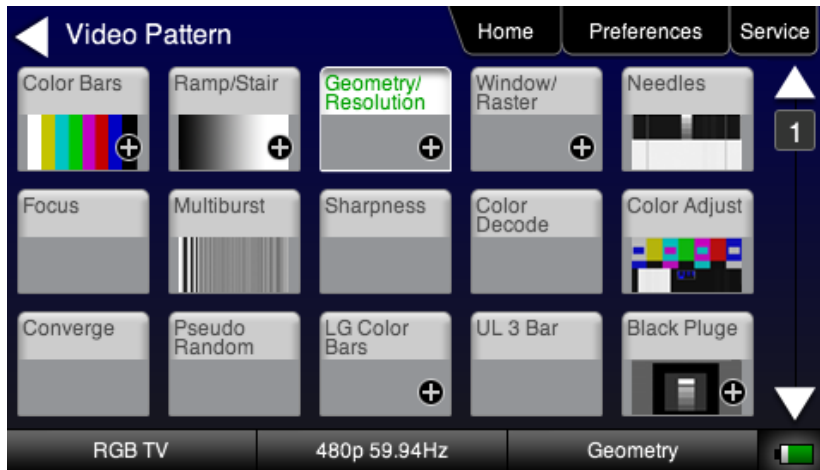 Video Pattern
Home
Preferences
Service
Color Bars
Ramp/Stair
Geometry/
Resolution
Window/
Raster
Needles
1
Focus
Multiburst
Sharpness
Color
Decode
Color Adjust
Converge
Pseudo
Random
LG Color
Bars
UL 3 Bar
Black Pluge
RGB TV
480p 59.94Hz
Geometry